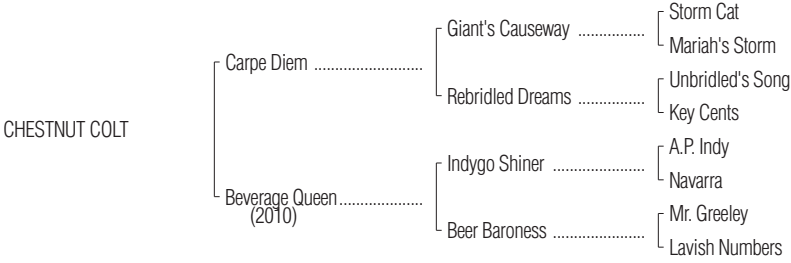 Storm Cat
Giant's Causeway ................
Mariah's Storm
Carpe Diem ..........................
Unbridled's Song
Rebridled Dreams ................
Key Cents
CHESTNUT COLT
A.P. Indy
Indygo Shiner ......................
Navarra
Beverage Queen....................
(2010)
Mr. Greeley
Beer Baroness ......................
Lavish Numbers